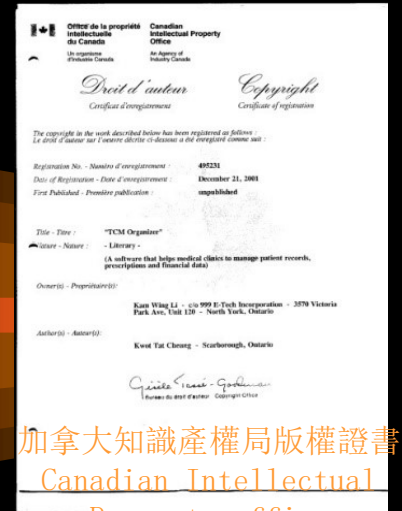 Office de la propriété Canadian
intellectuelle Intellectual Property
du Canada Office
Un organisme An Agency of
d'Industrie Canada Industry Canada
Droit d'auteur Copyright
Certificat d'enregistrement Certificate of registration
The copyright in the work described below has been registered as follows :
Le droit d'auteur sur l'oeuvre décrite ci-dessous a été enregistré comme suit :
Registration No. - Numéro d'enregistrement : 495231
Date of Registration - Date d'enregistrement : December 21, 2001
First Published - Première publication : unpublished
Title - Titre : "TCM Organizer"
Nature - Nature : - Literary -
(A software that helps medical clinics to manage patient records,
prescriptions and financial data)
Owner(s) - Propriétaire(s):
Kam Wing Li - c/o 999 E-Tech Incorporation - 3570 Victoria
Park Ave, Unit 120 - North York, Ontario
Author(s) - Auteur(s):
Kwot Tat Cheung - Scarborough, Ontario
Bureau du droit d'auteur Copyright Office
加拿大知識產權局版權證書
Canadian Intellectual